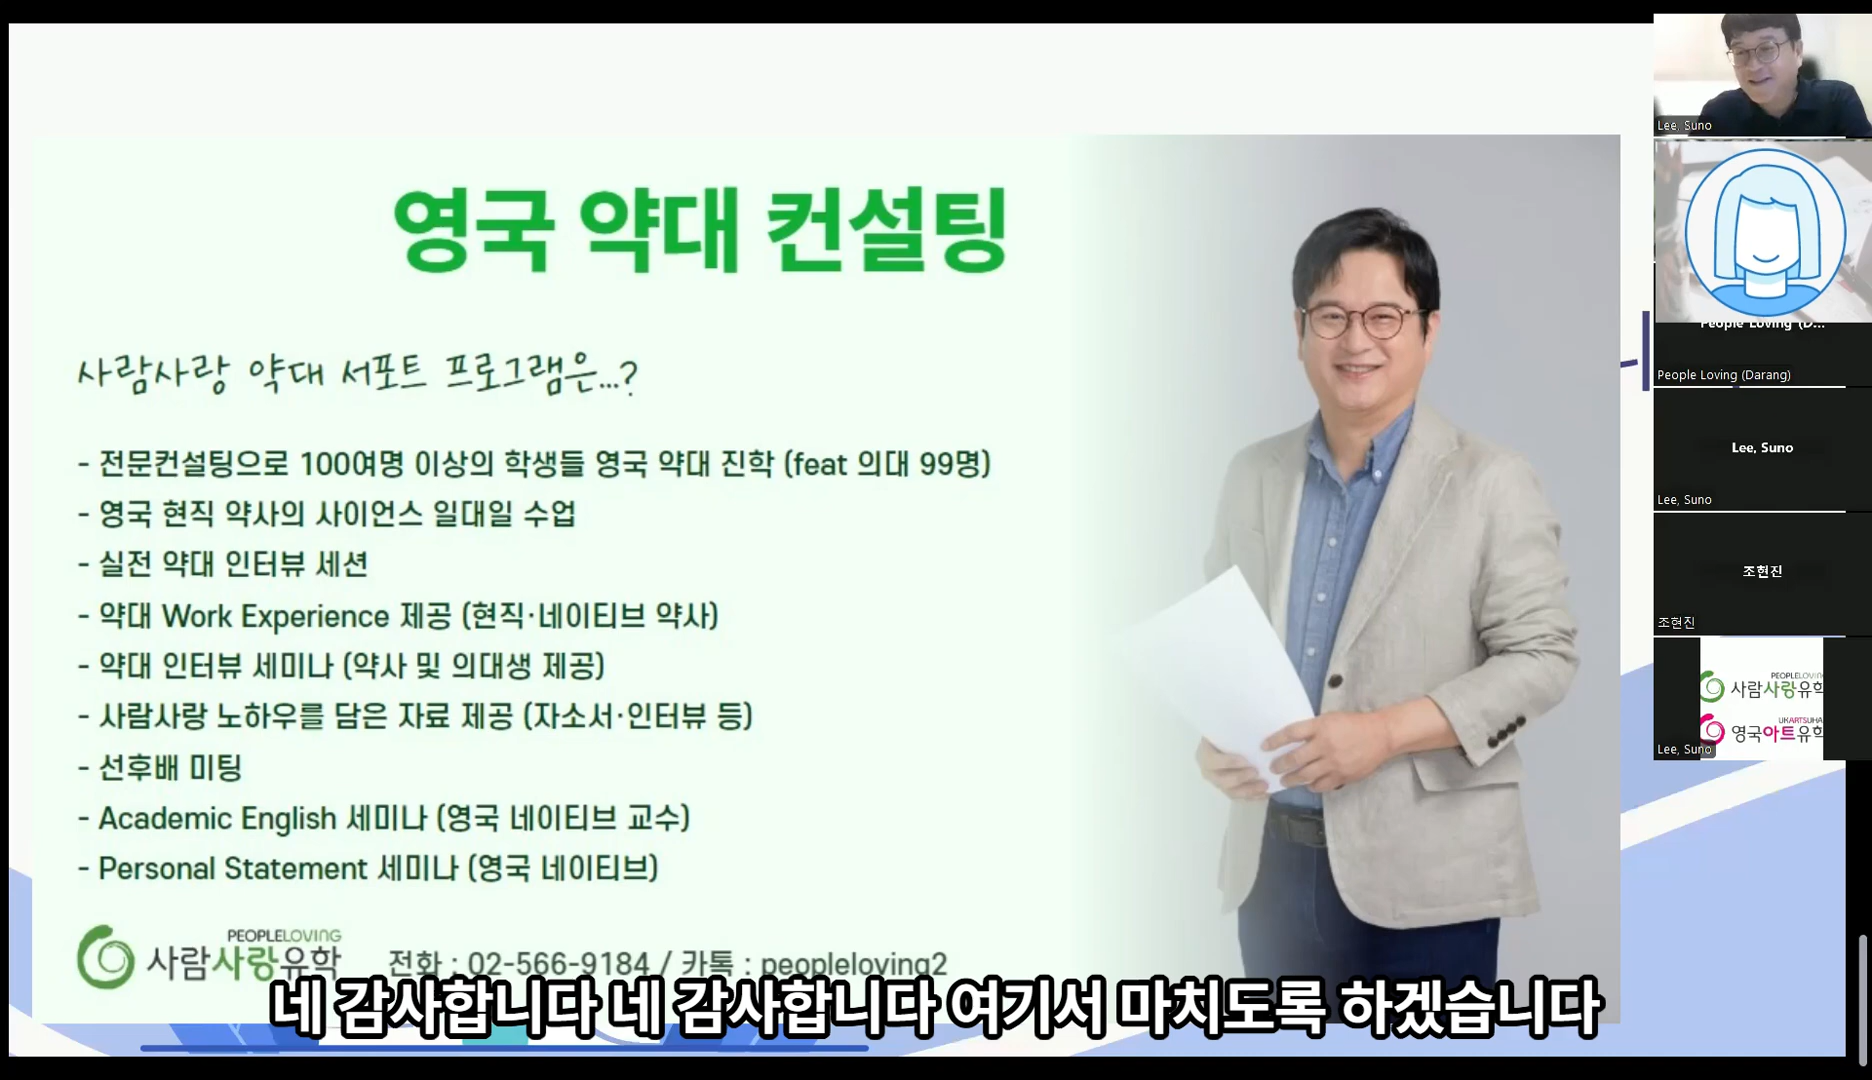 영국 약대 컨설팅
사람사랑 약대 서포트 프로그램은...?
- 전문컨설팅으로 100여명 이상의 학생들 영국 약대 진학 (feat 의대 99명)
- 영국 현직 약사의 사이언스 일대일 수업
- 실전 약대 인터뷰 세션
- 약대 Work Experience 제공 (현직·네이티브 약사)
- 약대 인터뷰 세미나 (약사 및 의대생 제공)
- 사람사랑 노하우를 담은 자료 제공 (자소서·인터뷰 등)
- 선후배 미팅
- Academic English 세미나 (영국 네이티브 교수)
- Personal Statement 세미나 (영국 네이티브)
PEOPLELOVING
사람사랑유학
전화 : 02-566-9184 / 카톡 : peopleloving2
네 감사합니다 네 감사합니다 여기서 마치도록 하겠습니다
Lee, Suno
People Loving (D...
People Loving (Darang)
Lee, Suno
Lee, Suno
조현진
조현진
PEOPLELOVIN
사람사랑유학
UKARTSUHA
영국아트유학
Lee, Suno